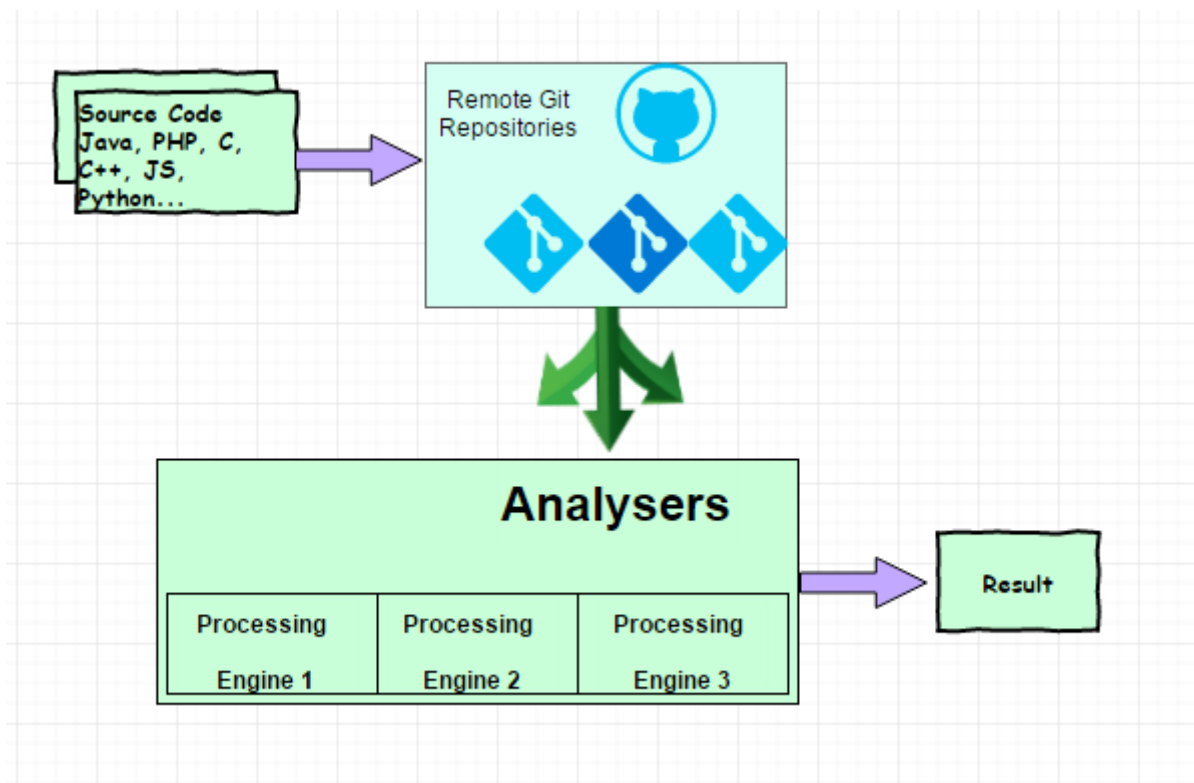 Source Code
Java, PHP, C,
C++, JS,
Python...
Remote Git
Repositories
Analysers
Processing
Engine 1
Processing
Engine 2
Processing
Engine 3
Result